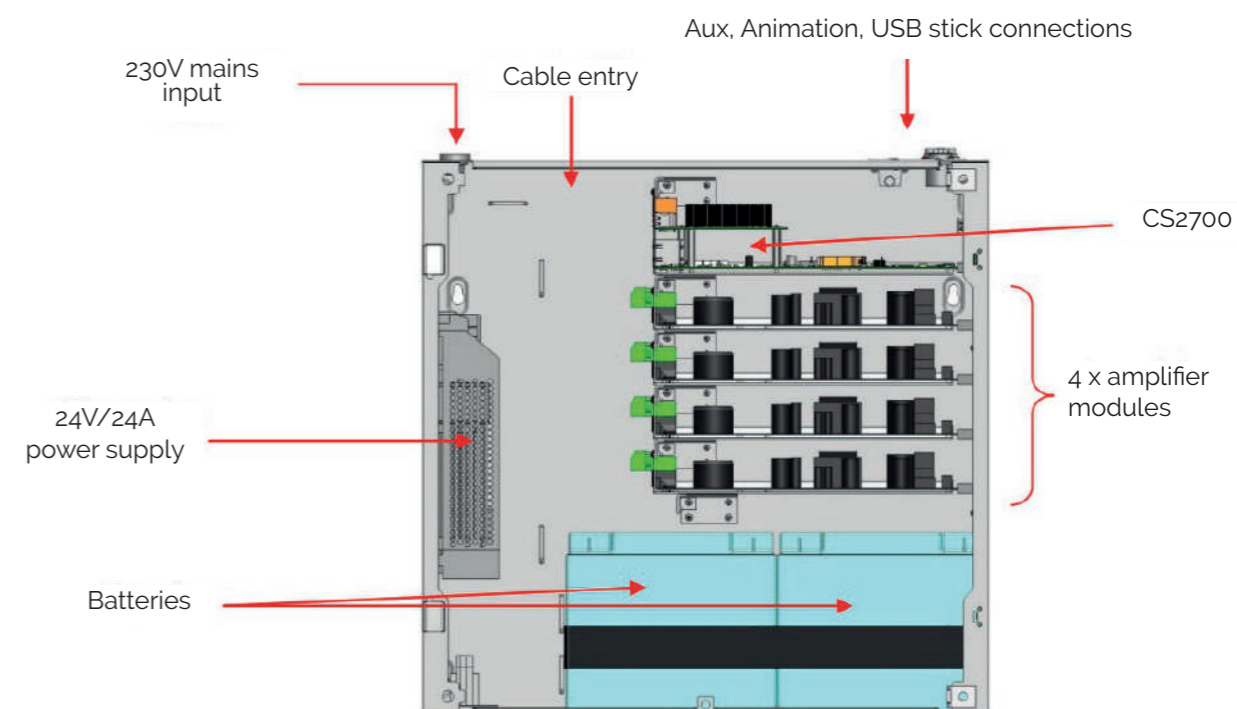 Aux, Animation, USB stick connections
230V mains
input
Cable entry
CS2700
4 x amplifier
modules
24V/24A
power supply
Batteries